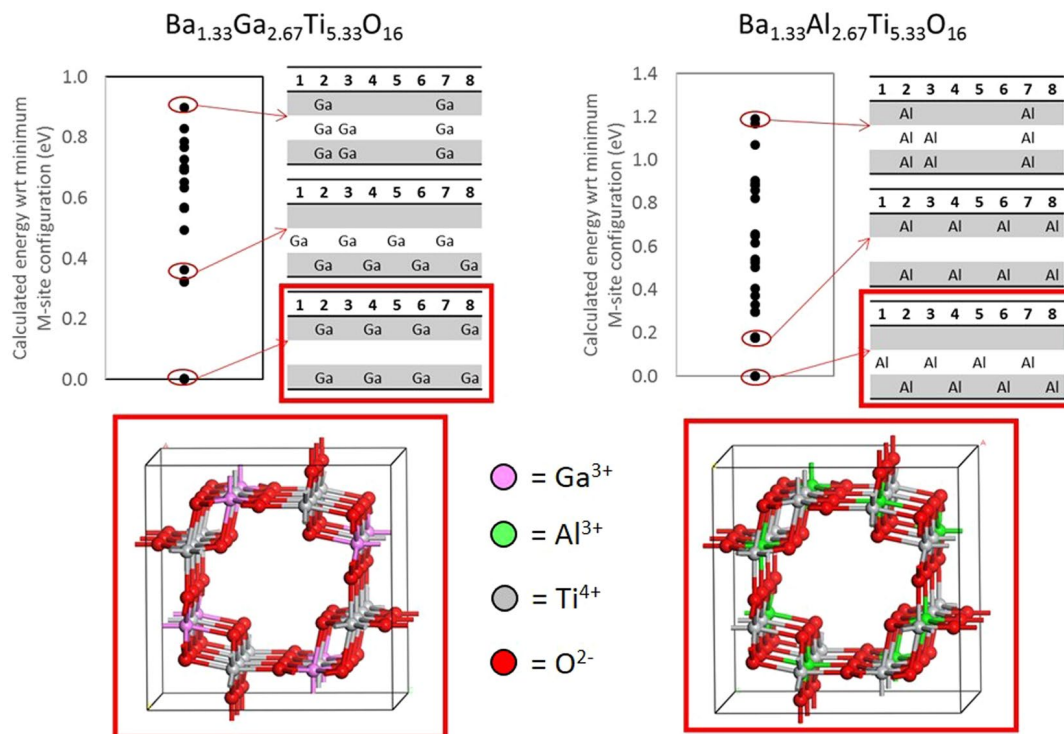 Ba₁.₃₃Ga₂.₆₇Ti₅.₃₃O₁₆
Calculated energy wrt minimum
M-site configuration (eV)
1.0
0.8
0.6
0.4
0.2
0.0
1 2 3 4 5 6 7 8
Ga Ga
Ga Ga Ga
Ga Ga Ga
1 2 3 4 5 6 7 8
Ga Ga Ga Ga
Ga Ga Ga Ga
1 2 3 4 5 6 7 8
Ga Ga Ga Ga
Ga Ga Ga Ga
Ba₁.₃₃Al₂.₆₇Ti₅.₃₃O₁₆
Calculated energy wrt minimum
M-site configuration (eV)
1.4
1.2
1.0
0.8
0.6
0.4
0.2
0.0
1 2 3 4 5 6 7 8
Al Al
Al Al Al
Al Al Al
1 2 3 4 5 6 7 8
Al Al Al Al
Al Al Al Al
1 2 3 4 5 6 7 8
Al Al Al Al
Al Al Al Al
= Ga³⁺
= Al³⁺
= Ti⁴⁺
= O²⁻